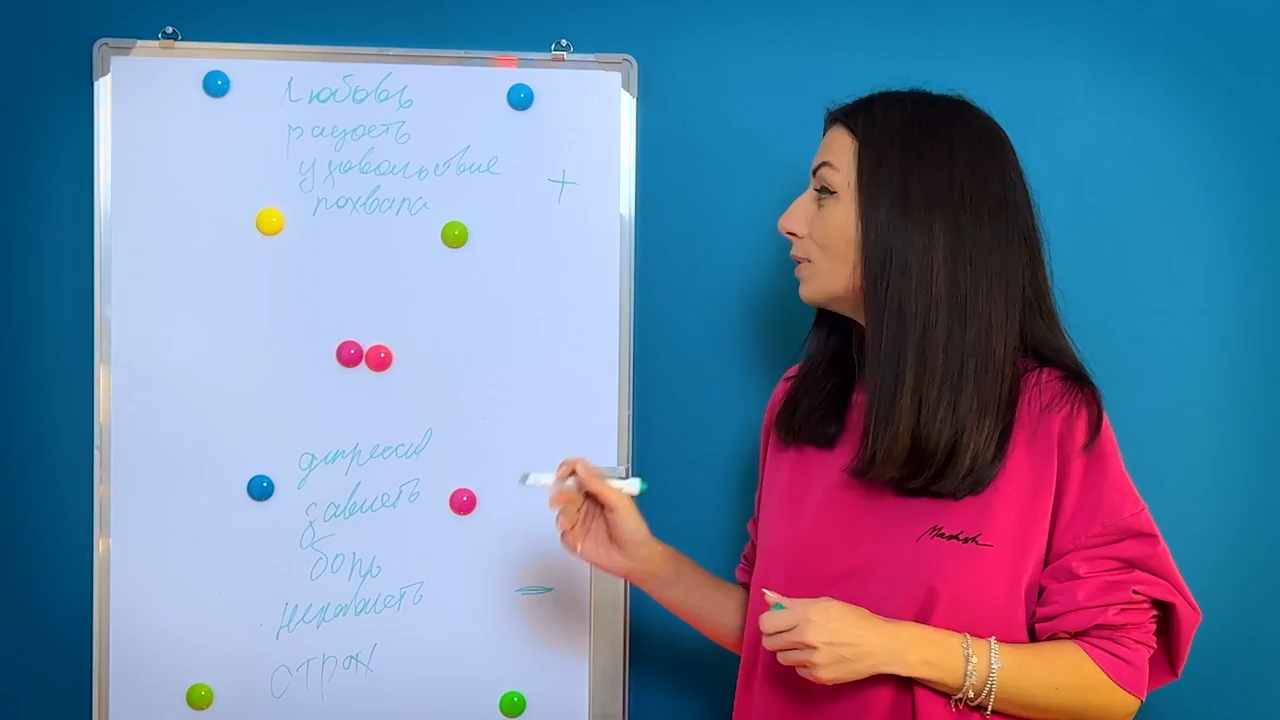 Любовь
радость
удовольствие
похвала
+
депрессия
зависть
боль
ненависть
-
страх